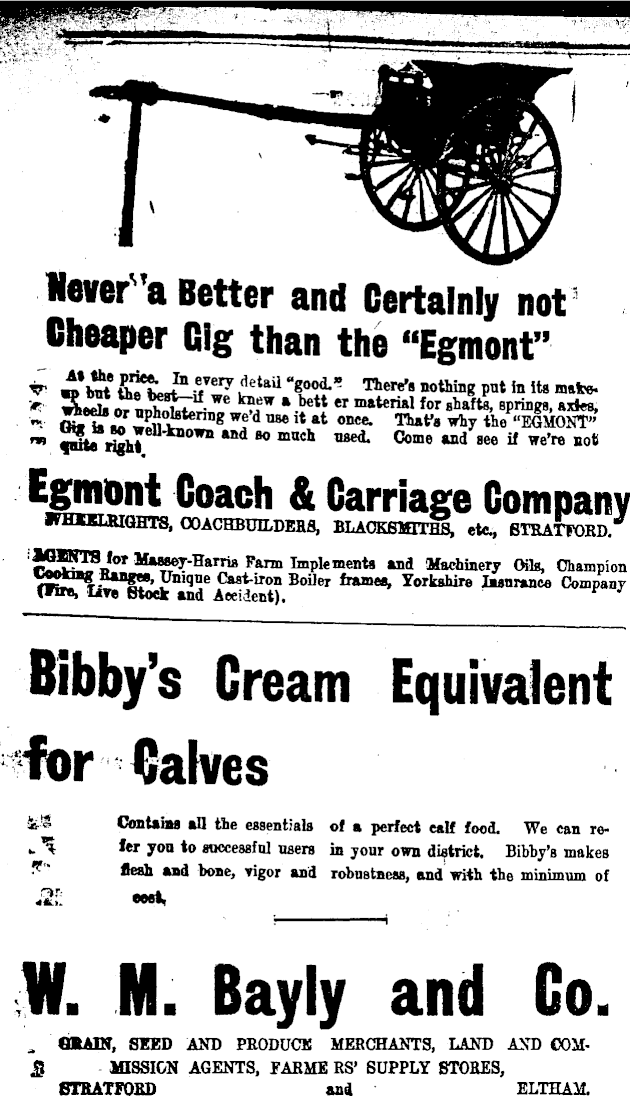 Never a Better and Certainly not
Cheaper Gig than the "Egmont"
At the price. In every detail "good." There's nothing put in its make-
up but the best—if we knew a bett er material for shafts, springs, axles,
wheels or upholstering we'd use it at once. That's why the "EGMONT"
Gig is so well-known and so much used. Come and see if we're not
quite right.
Egmont Coach & Carriage Company
WHEELRIGHTS, COACHBUILDERS, BLACKSMITHS, etc., STRATFORD.
AGENTS for Massey-Harris Farm Implements and Machinery Oils, Champion
Cooking Ranges, Unique Cast-iron Boiler frames, Yorkshire Insurance Company
(Fire, Live Stock and Accident).
Bibby's Cream Equivalent
for Calves
Contains all the essentials of a perfect calf food. We can re-
fer you to successful users in your own district. Bibby's makes
flesh and bone, vigor and robustness, and with the minimum of
cost.
W. M. Bayly and Co.
GRAIN, SEED AND PRODUCE MERCHANTS, LAND AND COM-
MISSION AGENTS, FARME RS' SUPPLY STORES,
STRATFORD and ELTHAM.